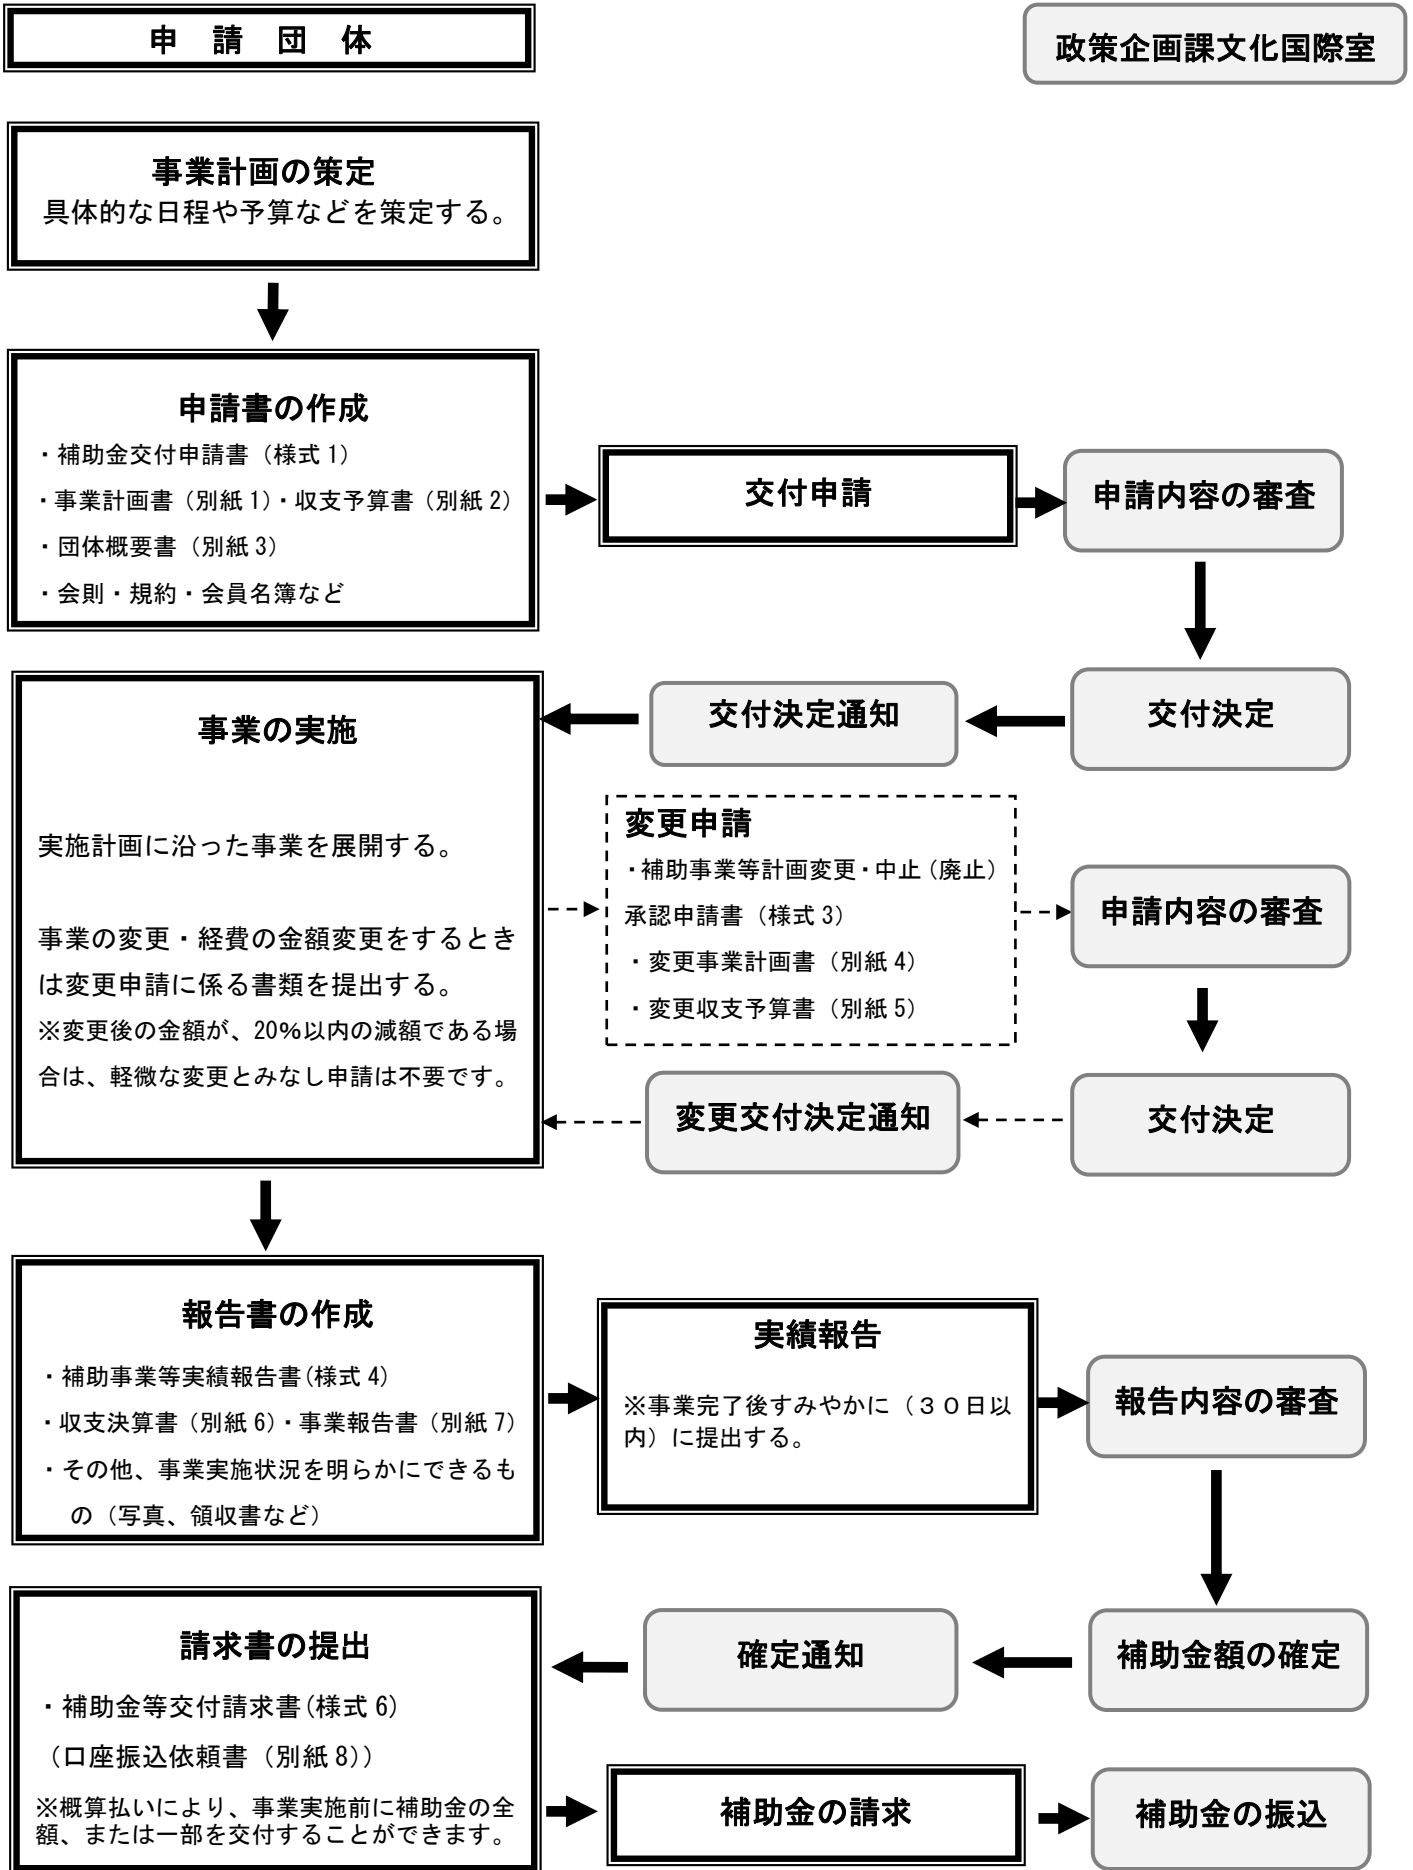 申　請　団　体
政策企画課文化国際室
事業計画の策定
具体的な日程や予算などを策定する。
申請書の作成
・補助金交付申請書（様式1）
・事業計画書（別紙1）・収支予算書（別紙2）
・団体概要書（別紙3）
・会則・規約・会員名簿など
交付申請
申請内容の審査
交付決定
交付決定通知
事業の実施
実施計画に沿った事業を展開する。
事業の変更・経費の金額変更をするとき
は変更申請に係る書類を提出する。
※変更後の金額が、20%以内の減額である場
合は、軽微な変更とみなし申請は不要です。
変更申請
・補助事業等計画変更・中止（廃止）
承認申請書（様式3）
・変更事業計画書（別紙4）
・変更収支予算書（別紙5）
申請内容の審査
交付決定
変更交付決定通知
報告書の作成
・補助事業等実績報告書(様式4)
・収支決算書（別紙6）・事業報告書（別紙7）
・その他、事業実施状況を明らかにできるも
の（写真、領収書など）
実績報告
※事業完了後すみやかに（３０日以
内）に提出する。
報告内容の審査
補助金額の確定
確定通知
請求書の提出
・補助金等交付請求書(様式6)
（口座振込依頼書（別紙8））
※概算払いにより、事業実施前に補助金の全
額、または一部を交付することができます。
補助金の請求
補助金の振込